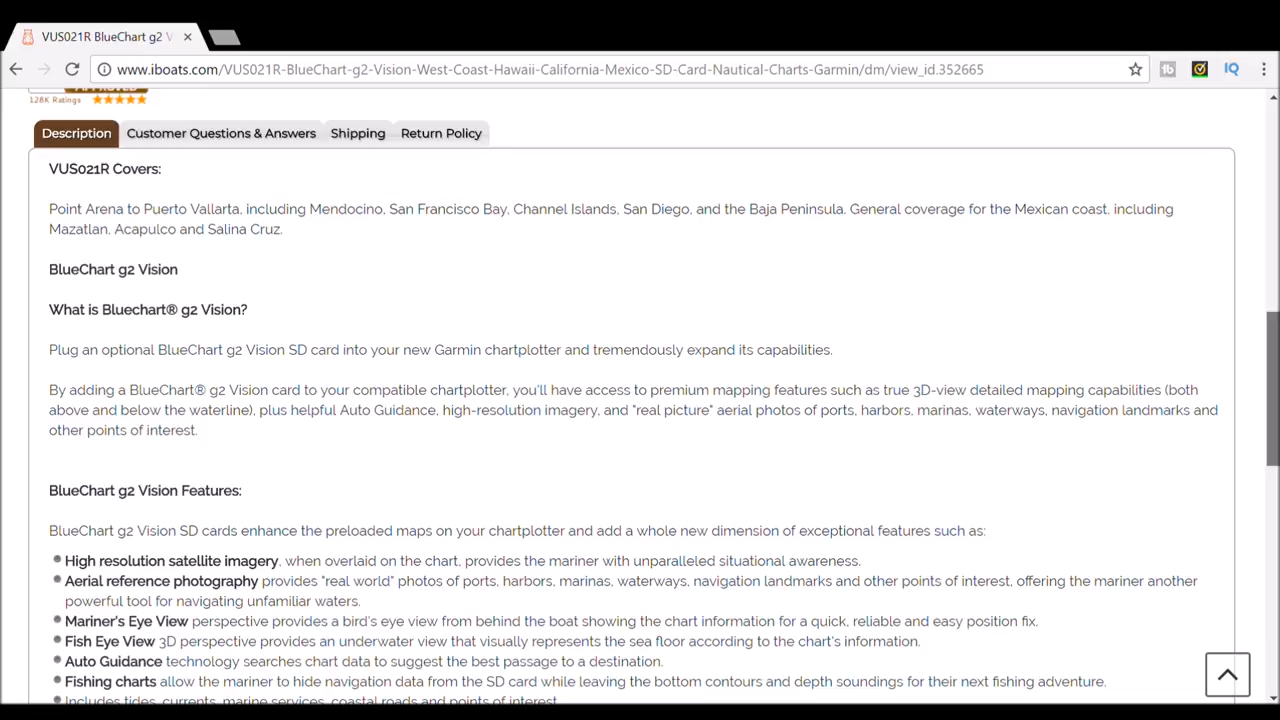 VUS021R BlueChart g2 V
www.iboats.com/VUS021R-BlueChart-g2-Vision-West-Coast-Hawaii-California-Mexico-SD-Card-Nautical-Charts-Garmin/dm/view_id.352665
128K Ratings
Description Customer Questions & Answers Shipping Return Policy
VUS021R Covers:
Point Arena to Puerto Vallarta, including Mendocino, San Francisco Bay, Channel Islands, San Diego, and the Baja Peninsula. General coverage for the Mexican coast, including
Mazatlan, Acapulco and Salina Cruz.
BlueChart g2 Vision
What is Bluechart® g2 Vision?
Plug an optional BlueChart g2 Vision SD card into your new Garmin chartplotter and tremendously expand its capabilities.
By adding a BlueChart® g2 Vision card to your compatible chartplotter, you'll have access to premium mapping features such as true 3D-view detailed mapping capabilities (both
above and below the waterline), plus helpful Auto Guidance, high-resolution imagery, and "real picture" aerial photos of ports, harbors, marinas, waterways, navigation landmarks and
other points of interest.
BlueChart g2 Vision Features:
BlueChart g2 Vision SD cards enhance the preloaded maps on your chartplotter and add a whole new dimension of exceptional features such as:
High resolution satellite imagery, when overlaid on the chart, provides the mariner with unparalleled situational awareness.
Aerial reference photography provides "real world" photos of ports, harbors, marinas, waterways, navigation landmarks and other points of interest, offering the mariner another
powerful tool for navigating unfamiliar waters.
Mariner's Eye View perspective provides a bird's eye view from behind the boat showing the chart information for a quick, reliable and easy position fix.
Fish Eye View 3D perspective provides an underwater view that visually represents the sea floor according to the chart's information.
Auto Guidance technology searches chart data to suggest the best passage to a destination.
Fishing charts allow the mariner to hide navigation data from the SD card while leaving the bottom contours and depth soundings for their next fishing adventure.
Includes tides, currents, marine services, coastal roads and points of interest.